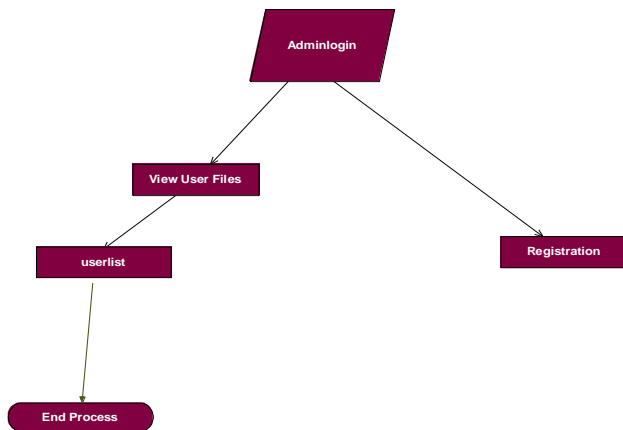 Adminlogin
View User Files
userlist
Registration
End Process